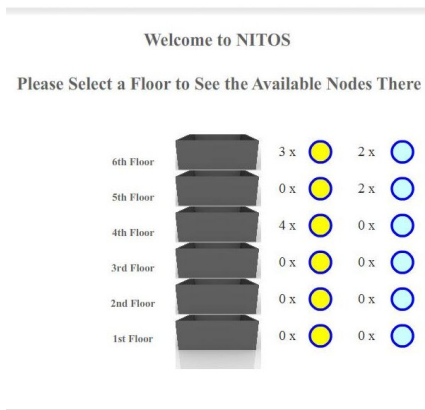 Welcome to NITOS
Please Select a Floor to See the Available Nodes There
6th Floor 3 x 2 x
5th Floor 0 x 2 x
4th Floor 4 x 0 x
3rd Floor 0 x 0 x
2nd Floor 0 x 0 x
1st Floor 0 x 0 x